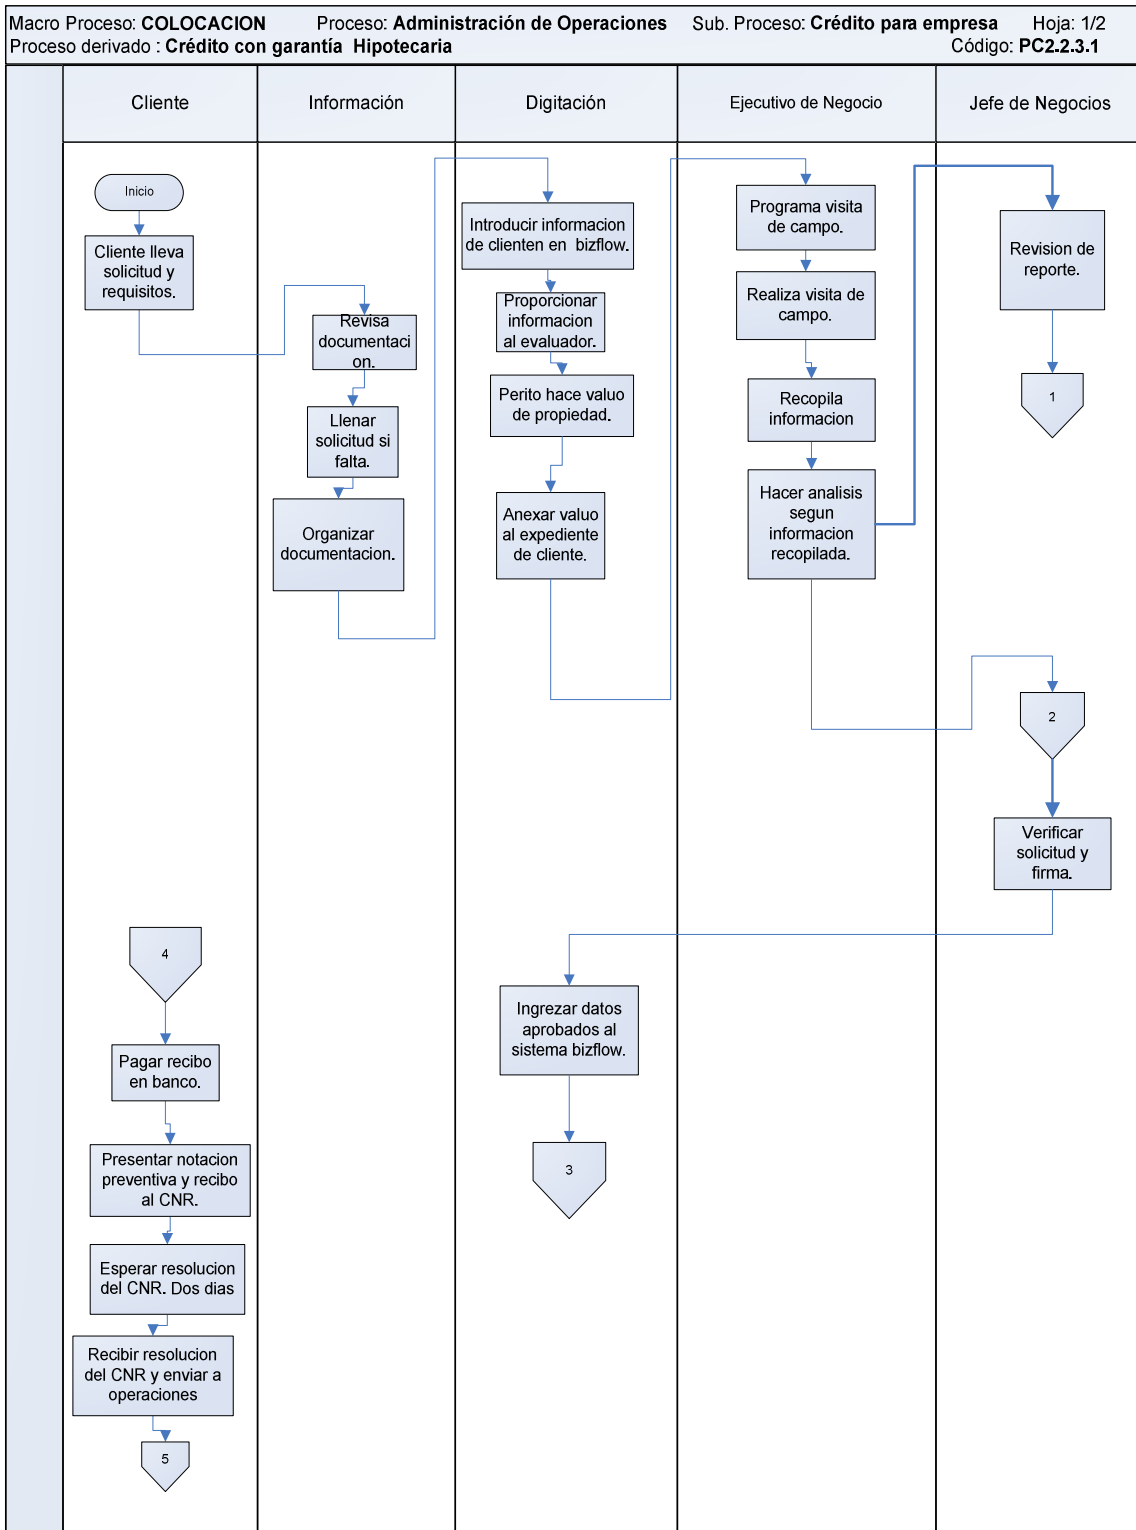 Macro Proceso: COLOCACION Proceso: Administración de Operaciones Sub. Proceso: Crédito para empresa Hoja: 1/2
Proceso derivado : Crédito con garantía Hipotecaria Código: PC2.2.3.1
Cliente
Información
Digitación
Ejecutivo de Negocio
Jefe de Negocios
Inicio
Cliente lleva
solicitud y
requisitos.
Revisa
documentaci
on.
Llenar
solicitud si
falta.
Organizar
documentacion.
Introducir informacion
de clienten en bizflow.
Proporcionar
informacion
al evaluador.
Perito hace valuo
de propiedad.
Anexar valuo
al expediente
de cliente.
Programa visita
de campo.
Realiza visita de
campo.
Recopila
informacion
Hacer analisis
segun
informacion
recopilada.
Revision de
reporte.
1
2
Verificar
solicitud y
firma.
Ingrezar datos
aprobados al
sistema bizflow.
3
4
Pagar recibo
en banco.
Presentar notacion
preventiva y recibo
al CNR.
Esperar resolucion
del CNR. Dos dias
Recibir resolucion
del CNR y enviar a
operaciones
5